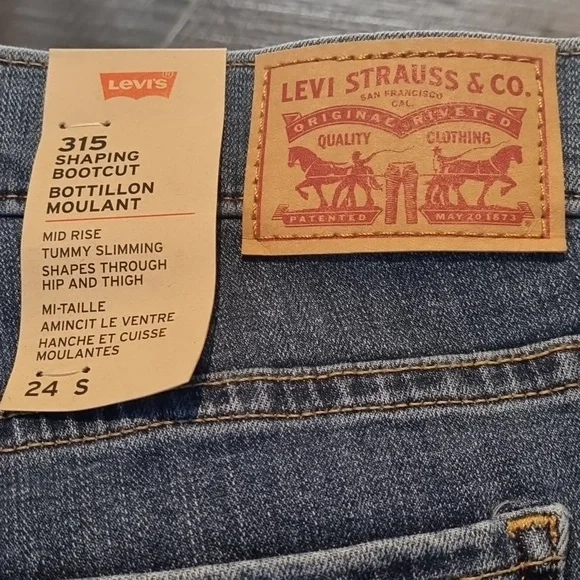 LEVI'S
315
SHAPING
BOOTCUT
BOTTILLON
MOULANT
MID RISE
TUMMY SLIMMING
SHAPES THROUGH
HIP AND THIGH
MI-TAILLE
AMINCIT LE VENTRE
HANCHE ET CUISSE
MOULANTES
24 S
LEVI STRAUSS & CO.
SAN FRANCISCO
CAL.
ORIGINAL RIVETED
QUALITY CLOTHING
PATENTED MAY 20 1873